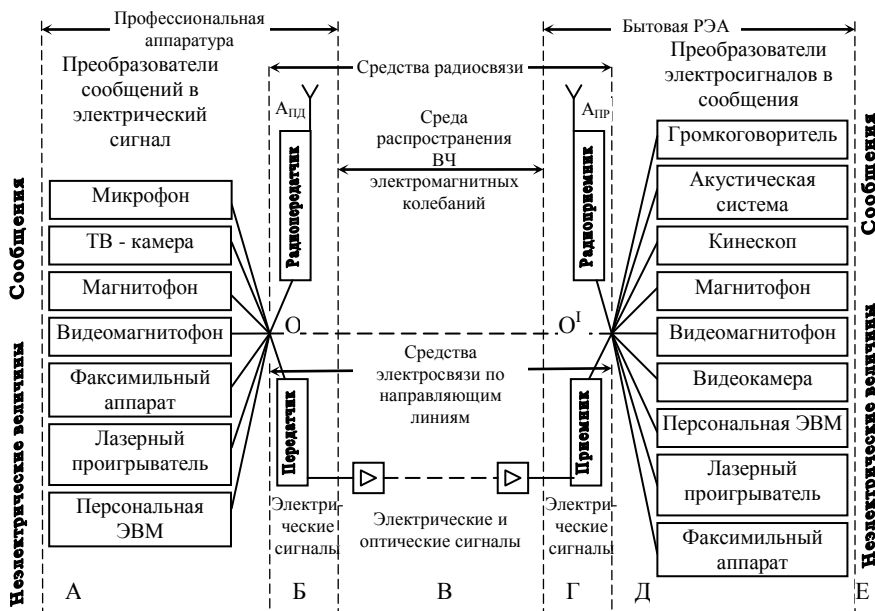 Профессиональная
аппаратура
Бытовая РЭА
Преобразователи
сообщений в
электрический
сигнал
Средства радиосвязи
Преобразователи
электросигналов в
сообщения
АПД
Среда
распространения
ВЧ
электромагнитных
колебаний
АПР
Сообщения
Неэлектрические величины
Микрофон
ТВ - камера
Магнитофон
Видеомагнитофон
Факсимильный
аппарат
Лазерный
проигрыватель
Персональная
ЭВМ
Радиопередатчик
Радиоприемник
О
ОI
Средства
электросвязи по
направляющим
линиям
Передатчик
Приемник
Электри-
ческие
сигналы
Электрические и
оптические сигналы
Электри-
ческие
сигналы
Громкоговоритель
Акустическая
система
Кинескоп
Магнитофон
Видеомагнитофон
Видеокамера
Персональная ЭВМ
Лазерный
проигрыватель
Факсимильный
аппарат
Сообщения
Неэлектрические величины
А
Б
В
Г
Д
Е